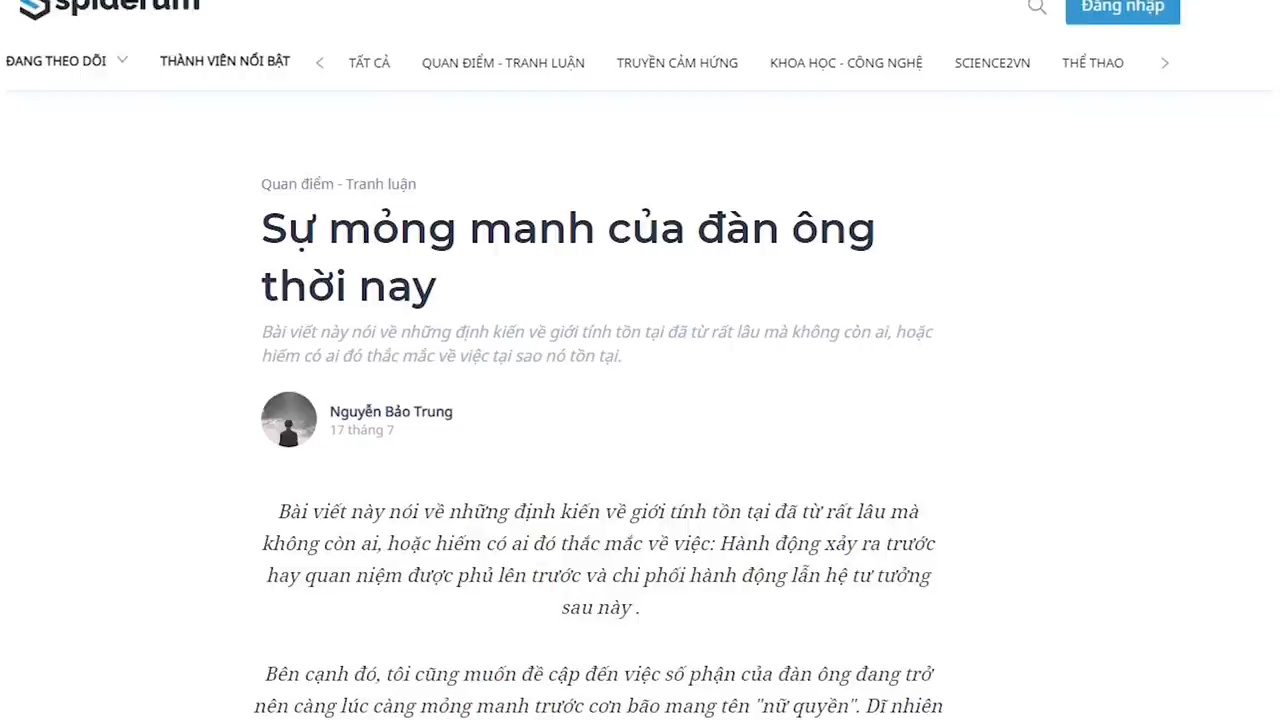 spiderum
Đăng nhập
ĐANG THEO DÕI THÀNH VIÊN NỔI BẬT TẤT CẢ QUAN ĐIỂM - TRANH LUẬN TRUYỀN CẢM HỨNG KHOA HỌC - CÔNG NGHỆ SCIENCE2VN THỂ THAO
Quan điểm - Tranh luận
Sự mỏng manh của đàn ông
thời nay
Bài viết này nói về những định kiến về giới tính tồn tại đã từ rất lâu mà không còn ai, hoặc
hiếm có ai đó thắc mắc về việc tại sao nó tồn tại.
Nguyễn Bảo Trung
17 tháng 7
Bài viết này nói về những định kiến về giới tính tồn tại đã từ rất lâu mà
không còn ai, hoặc hiếm có ai đó thắc mắc về việc: Hành động xảy ra trước
hay quan niệm được phủ lên trước và chi phối hành động lẫn hệ tư tưởng
sau này .
Bên cạnh đó, tôi cũng muốn đề cập đến việc số phận của đàn ông đang trở
nên càng lúc càng mỏng manh trước cơn bão mang tên "nữ quyền". Dĩ nhiên